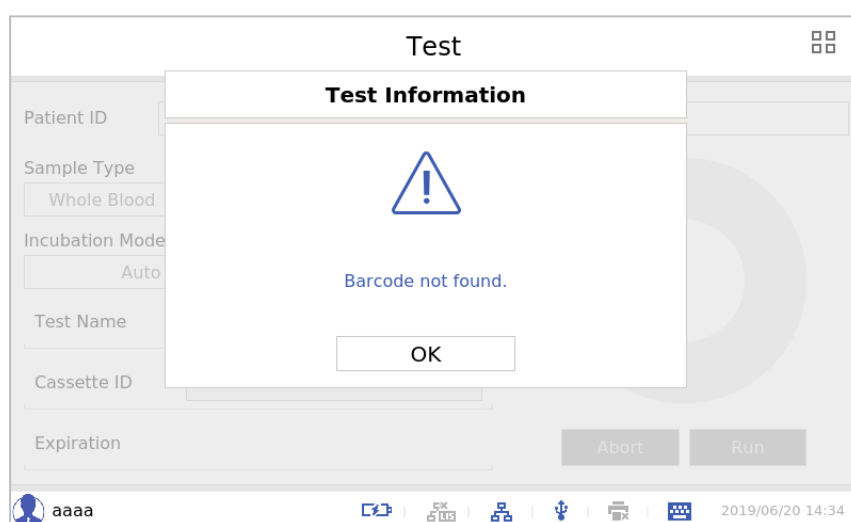 Test
Test Information
Patient ID
Sample Type
Whole Blood
Barcode not found.
Incubation Mode
Auto
Test Name
OK
Cassette ID
Expiration
Abort
Run
aaaa
2019/06/20 14:34